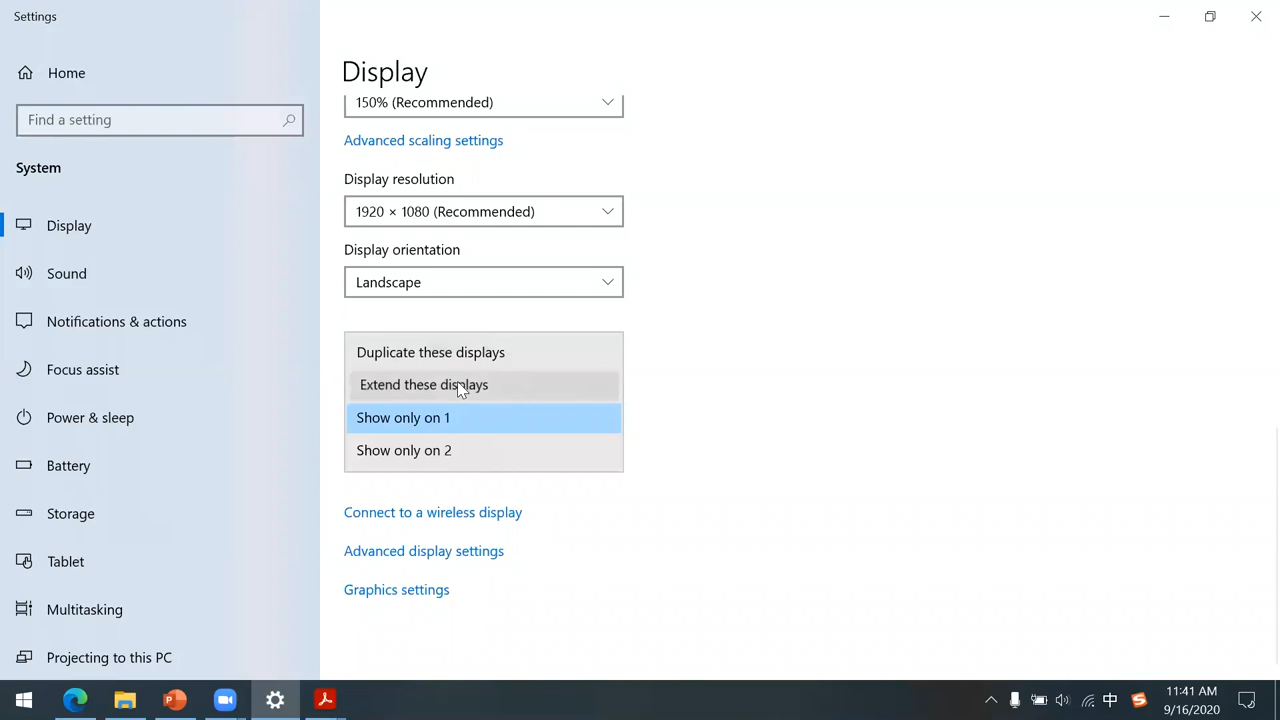 Settings
Home
Find a setting
System
Display
Sound
Notifications & actions
Focus assist
Power & sleep
Battery
Storage
Tablet
Multitasking
Projecting to this PC
Display
150% (Recommended)
Advanced scaling settings
Display resolution
1920 × 1080 (Recommended)
Display orientation
Landscape
Duplicate these displays
Extend these displays
Show only on 1
Show only on 2
Connect to a wireless display
Advanced display settings
Graphics settings
中
11:41 AM
9/16/2020